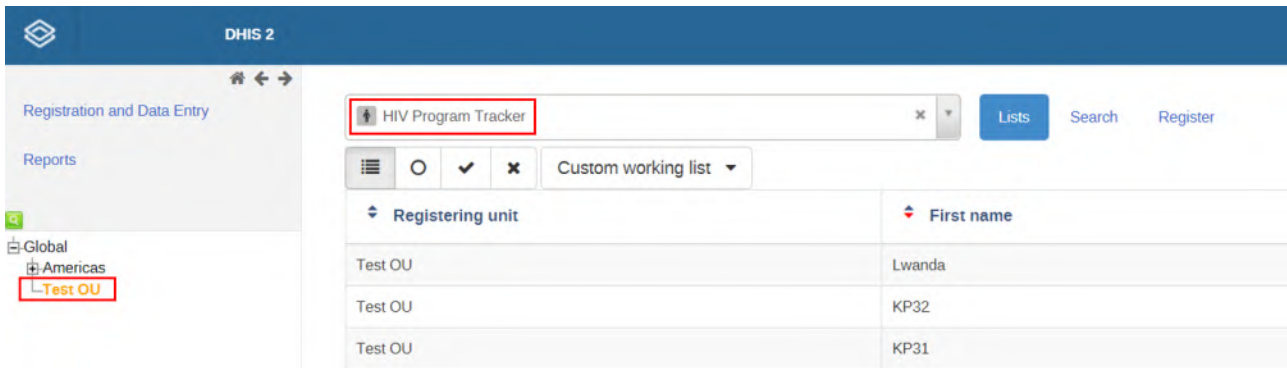 DHIS 2
Registration and Data Entry
Reports
Global
Americas
Test OU
HIV Program Tracker
Lists
Search
Register
Custom working list
Registering unit
First name
Test OU
Lwanda
Test OU
KP32
Test OU
KP31